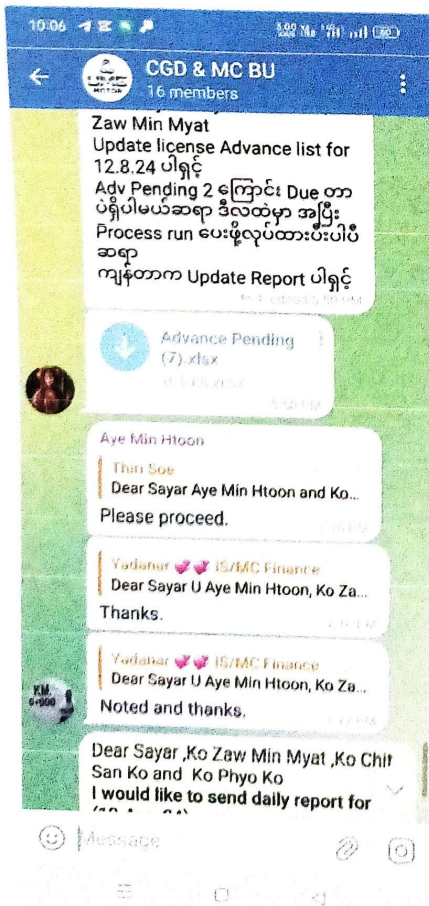 10:06
CGD & MC BU
16 members
Zaw Min Myat
Update license Advance list for
12.8.24 ပါရှင့်
Adv Pending 2 ကြောင်း Due တာ
ပဲရှိပါမယ်ဆရာ ဒီလထဲမှာ အပြီး
Process run ပေးဖို့လုပ်ထားပီးပါပီ
ဆရာ
ကျန်တာက Update Report ပါရှင့်
Advance Pending
(7).xlsx
5:50 PM
Aye Min Htoon
Thiri Soe
Dear Sayar Aye Min Htoon and Ko...
Please proceed.
Yadanar 💞💞 IS/MC Finance
Dear Sayar U Aye Min Htoon, Ko Za...
Thanks.
Yadanar 💞💞 IS/MC Finance
Dear Sayar U Aye Min Htoon, Ko Za...
Noted and thanks.
Dear Sayar ,Ko Zaw Min Myat ,Ko Chit
San Ko and Ko Phyo Ko
I would like to send daily report for
Message